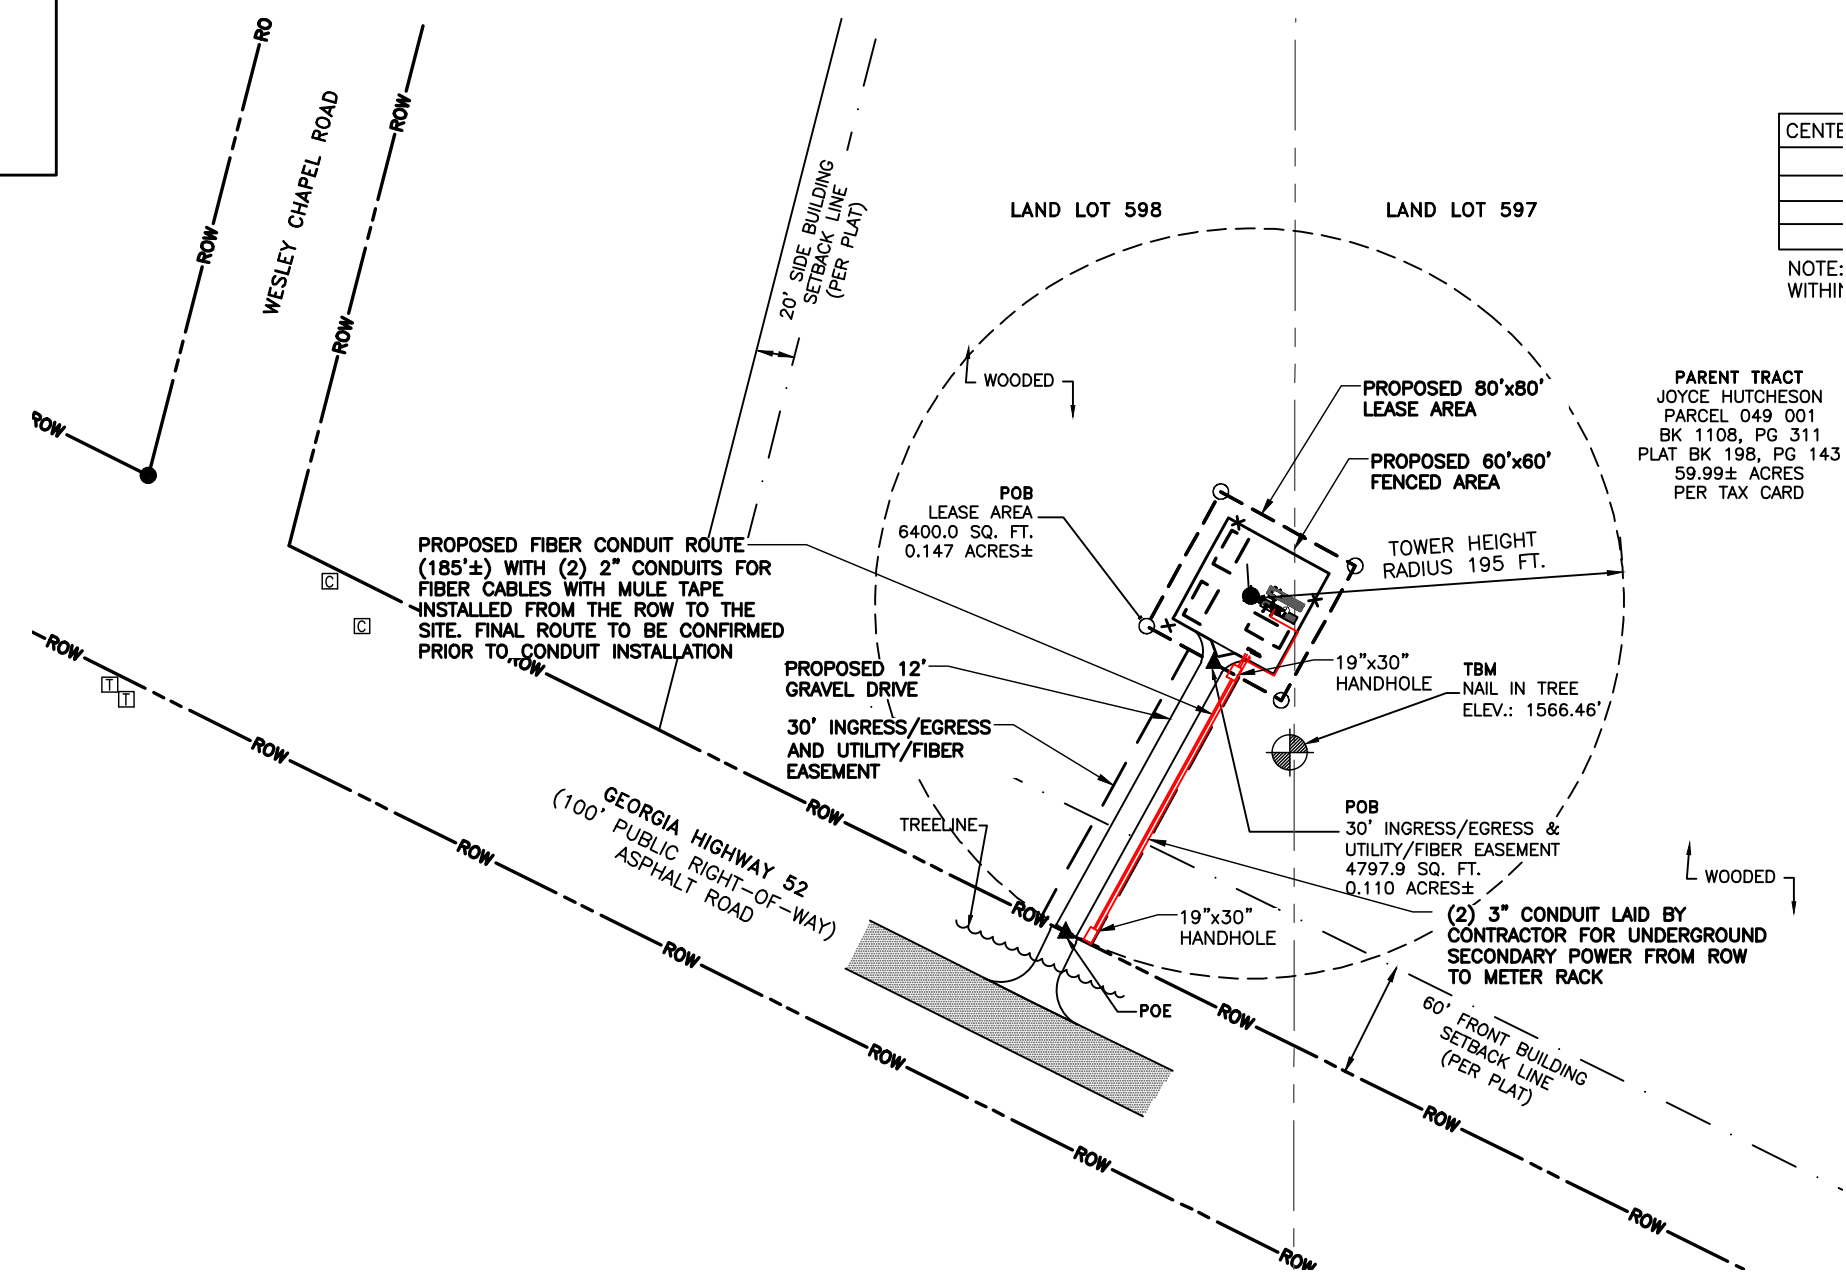 RO
ROW
WESLEY CHAPEL ROAD
ROW
ROW
ROW
ROW
20' SIDE BUILDING
SETBACK LINE
(PER PLAT)
LAND LOT 598
LAND LOT 597
CENTE
NOTE:
WITHIN
WOODED
PROPOSED 80'x80'
LEASE AREA
PROPOSED 60'x60'
FENCED AREA
PARENT TRACT
JOYCE HUTCHESON
PARCEL 049 001
BK 1108, PG 311
PLAT BK 198, PG 143
59.99± ACRES
PER TAX CARD
POB
LEASE AREA
6400.0 SQ. FT.
0.147 ACRES±
TOWER HEIGHT
RADIUS 195 FT.
PROPOSED FIBER CONDUIT ROUTE
(185'±) WITH (2) 2" CONDUITS FOR
FIBER CABLES WITH MULE TAPE
INSTALLED FROM THE ROW TO THE
SITE. FINAL ROUTE TO BE CONFIRMED
PRIOR TO CONDUIT INSTALLATION
C
C
T
T
ROW
ROW
ROW
PROPOSED 12'
GRAVEL DRIVE
30' INGRESS/EGRESS
AND UTILITY/FIBER
EASEMENT
19"x30"
HANDHOLE
TBM
NAIL IN TREE
ELEV.: 1566.46'
GEORGIA HIGHWAY 52
(100' PUBLIC RIGHT-OF-WAY)
ASPHALT ROAD
ROW
ROW
TREELINE
POB
30' INGRESS/EGRESS &
UTILITY/FIBER EASEMENT
4797.9 SQ. FT.
0.110 ACRES±
WOODED
ROW
19"x30"
HANDHOLE
(2) 3" CONDUIT LAID BY
CONTRACTOR FOR UNDERGROUND
SECONDARY POWER FROM ROW
TO METER RACK
ROW
POE
ROW
60' FRONT BUILDING
SETBACK LINE
(PER PLAT)
ROW
ROW
ROW
ROW
ROW